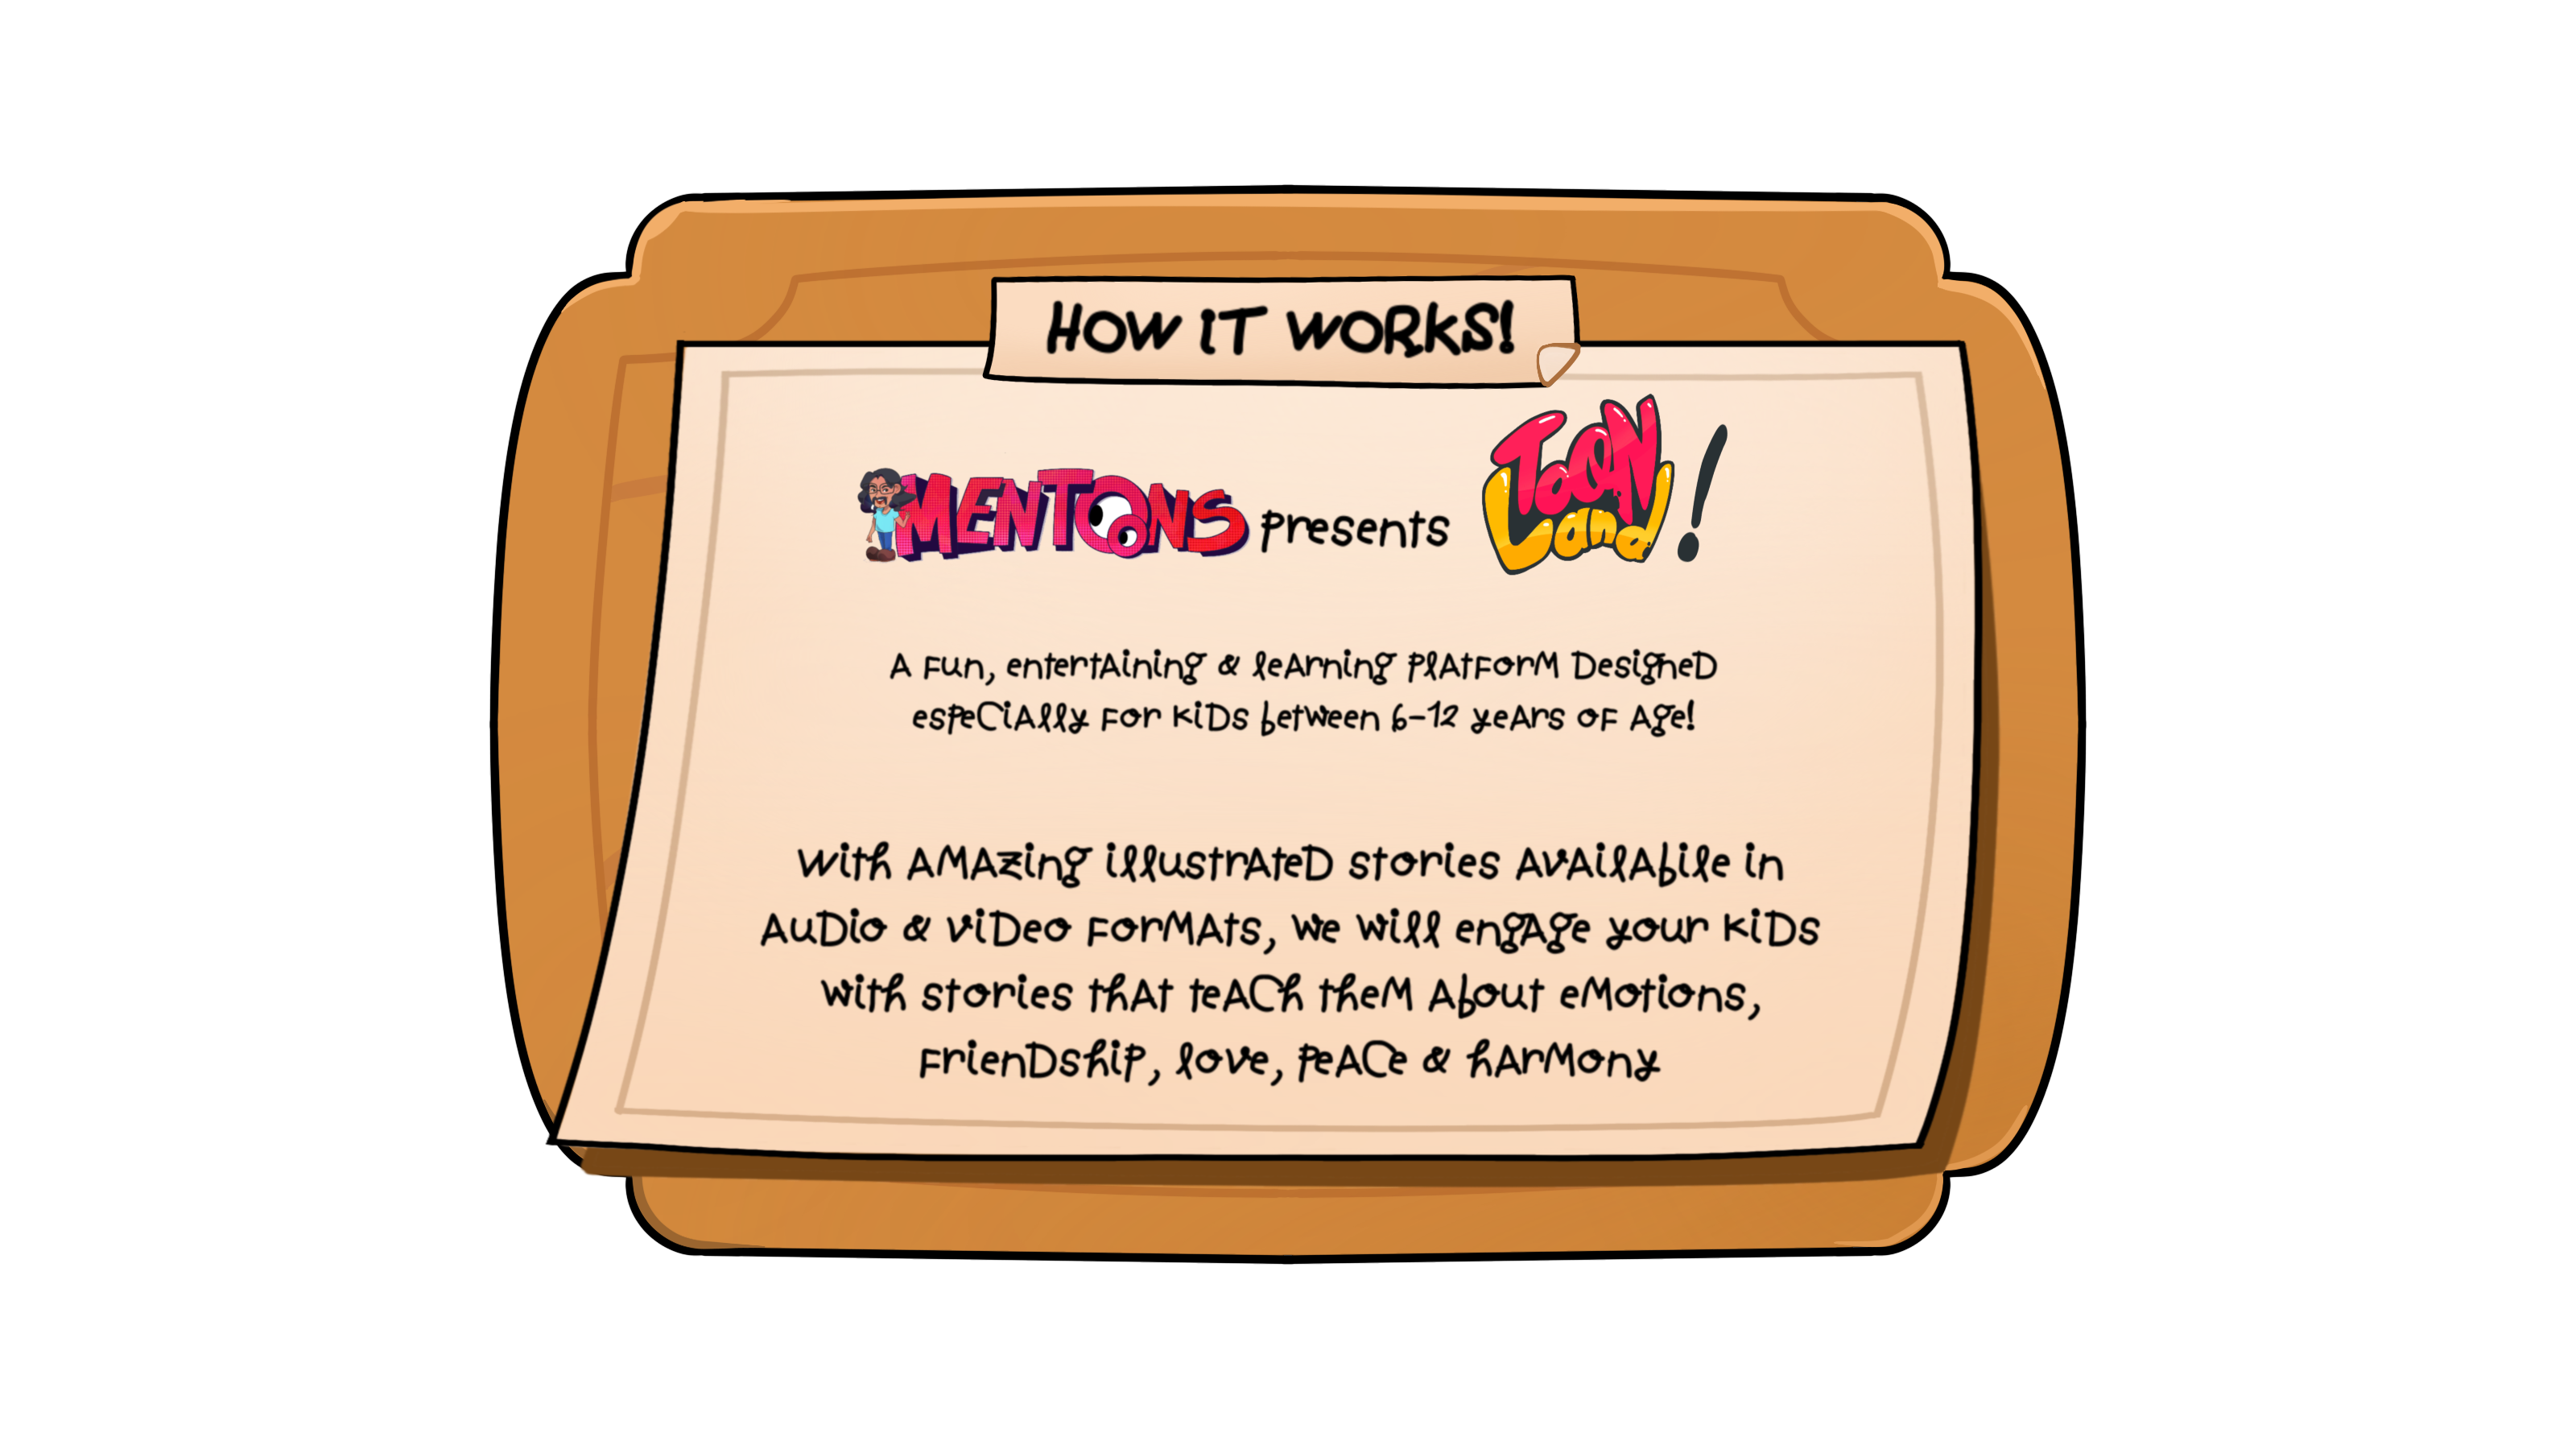 HOW IT WORKS!
MENTOONS presents TOON Land!
A fun, entertaining & learning platform designed
especially for kids between 6-12 years of age!
With amazing illustrated stories availabile in
audio & video formats, we will engage your kids
with stories that teach them about emotions,
friendship, love, peace & harmony